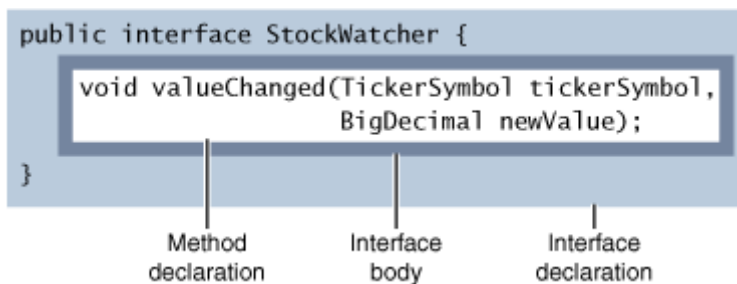 public interface StockWatcher {
void valueChanged(TickerSymbol tickerSymbol,
BigDecimal newValue);
}
Method declaration
Interface body
Interface declaration